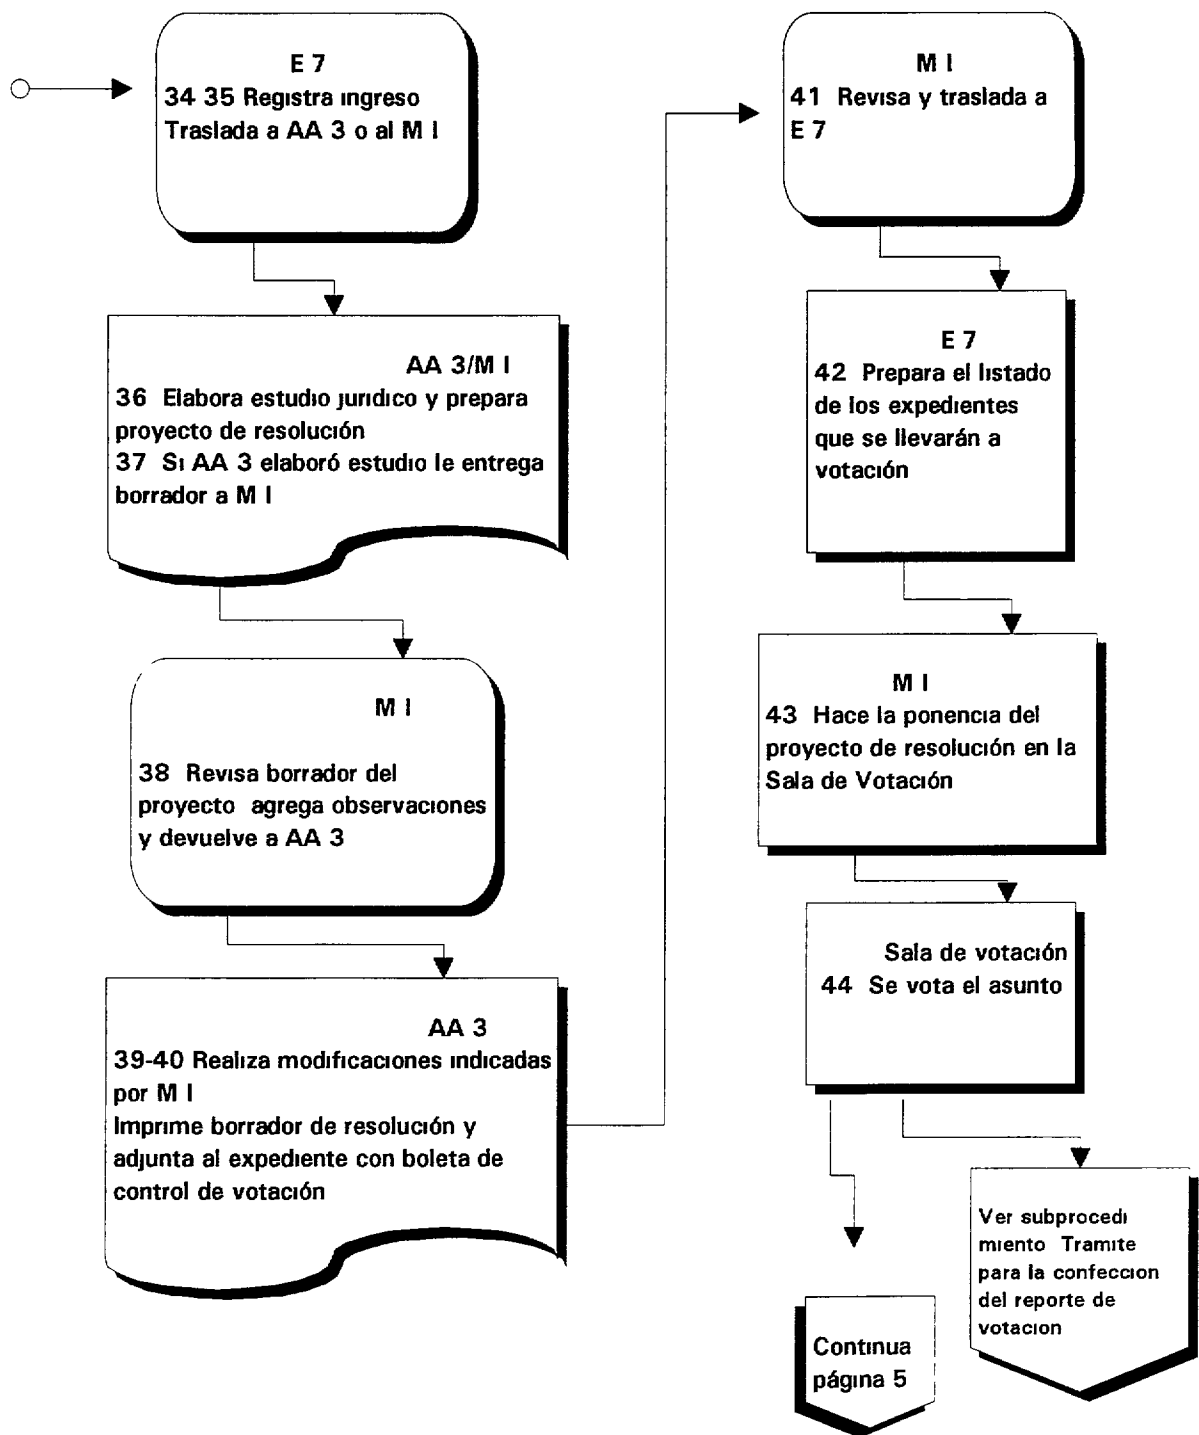 E 7
34 35 Registra ingreso
Traslada a AA 3 o al M I
AA 3/M I
36 Elabora estudio jurídico y prepara
proyecto de resolución
37 Si AA 3 elaboró estudio le entrega
borrador a M I
M I
38 Revisa borrador del
proyecto agrega observaciones
y devuelve a AA 3
AA 3
39-40 Realiza modificaciones indicadas
por M I
Imprime borrador de resolución y
adjunta al expediente con boleta de
control de votación
M I
41 Revisa y traslada a
E 7
E 7
42 Prepara el listado
de los expedientes
que se llevarán a
votación
M I
43 Hace la ponencia del
proyecto de resolución en la
Sala de Votación
Sala de votación
44 Se vota el asunto
Continua
página 5
Ver subprocedi
miento Tramite
para la confeccion
del reporte de
votacion